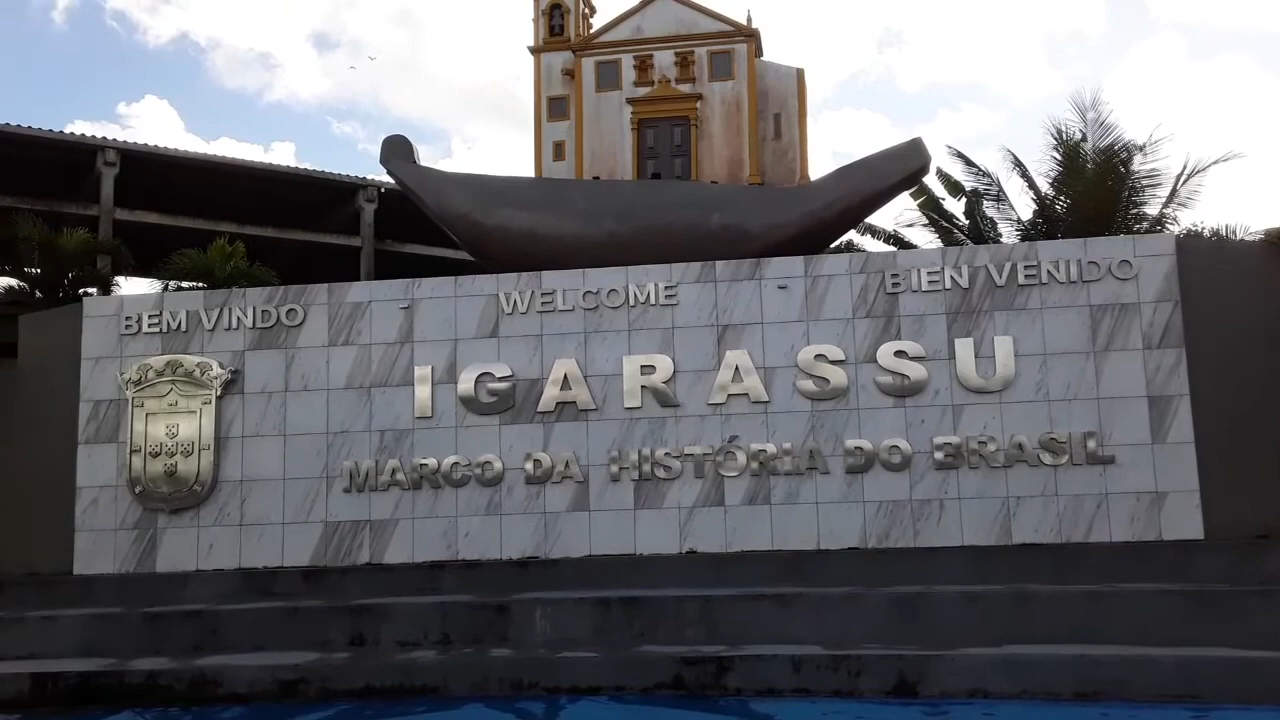 BEM VINDO WELCOME BIEN VENIDO
IGARASSU
MARCO DA HISTÓRIA DO BRASIL